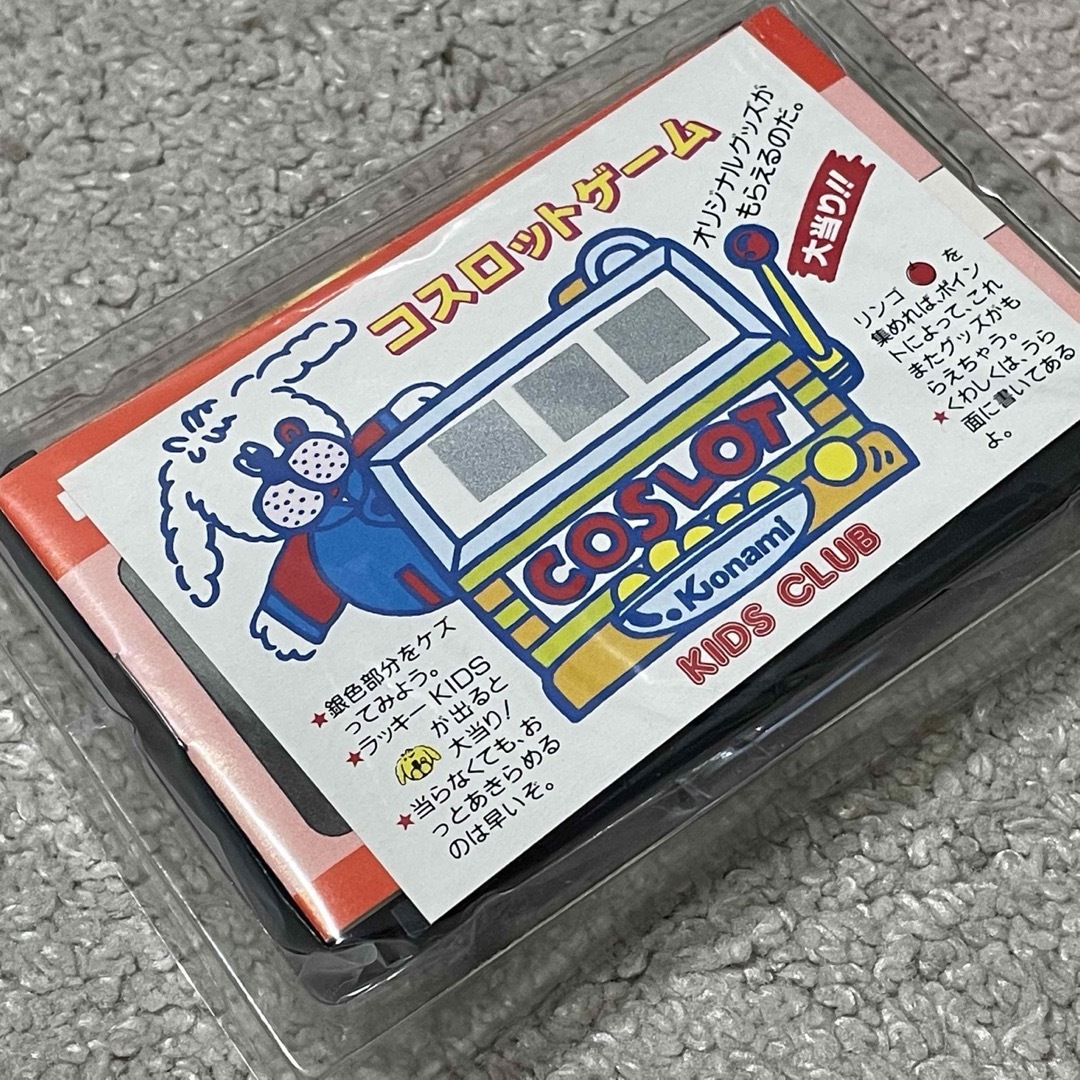 コスロットゲーム
オリジナルグッズが
もらえるのだ。
大当り!!
リンゴ を
集めれば、ポイン
トによって、これ
またグッズがも
らえちゃう。
★くわしくは、うら
面に書いてある
よ。
COSLOT
Konami
KIDS CLUB
★銀色部分をケズ
ってみよう。
★ラッキーKIDS
が出ると
大当り!
★当らなくても、お
っとあきらめる
のは早いぞ。